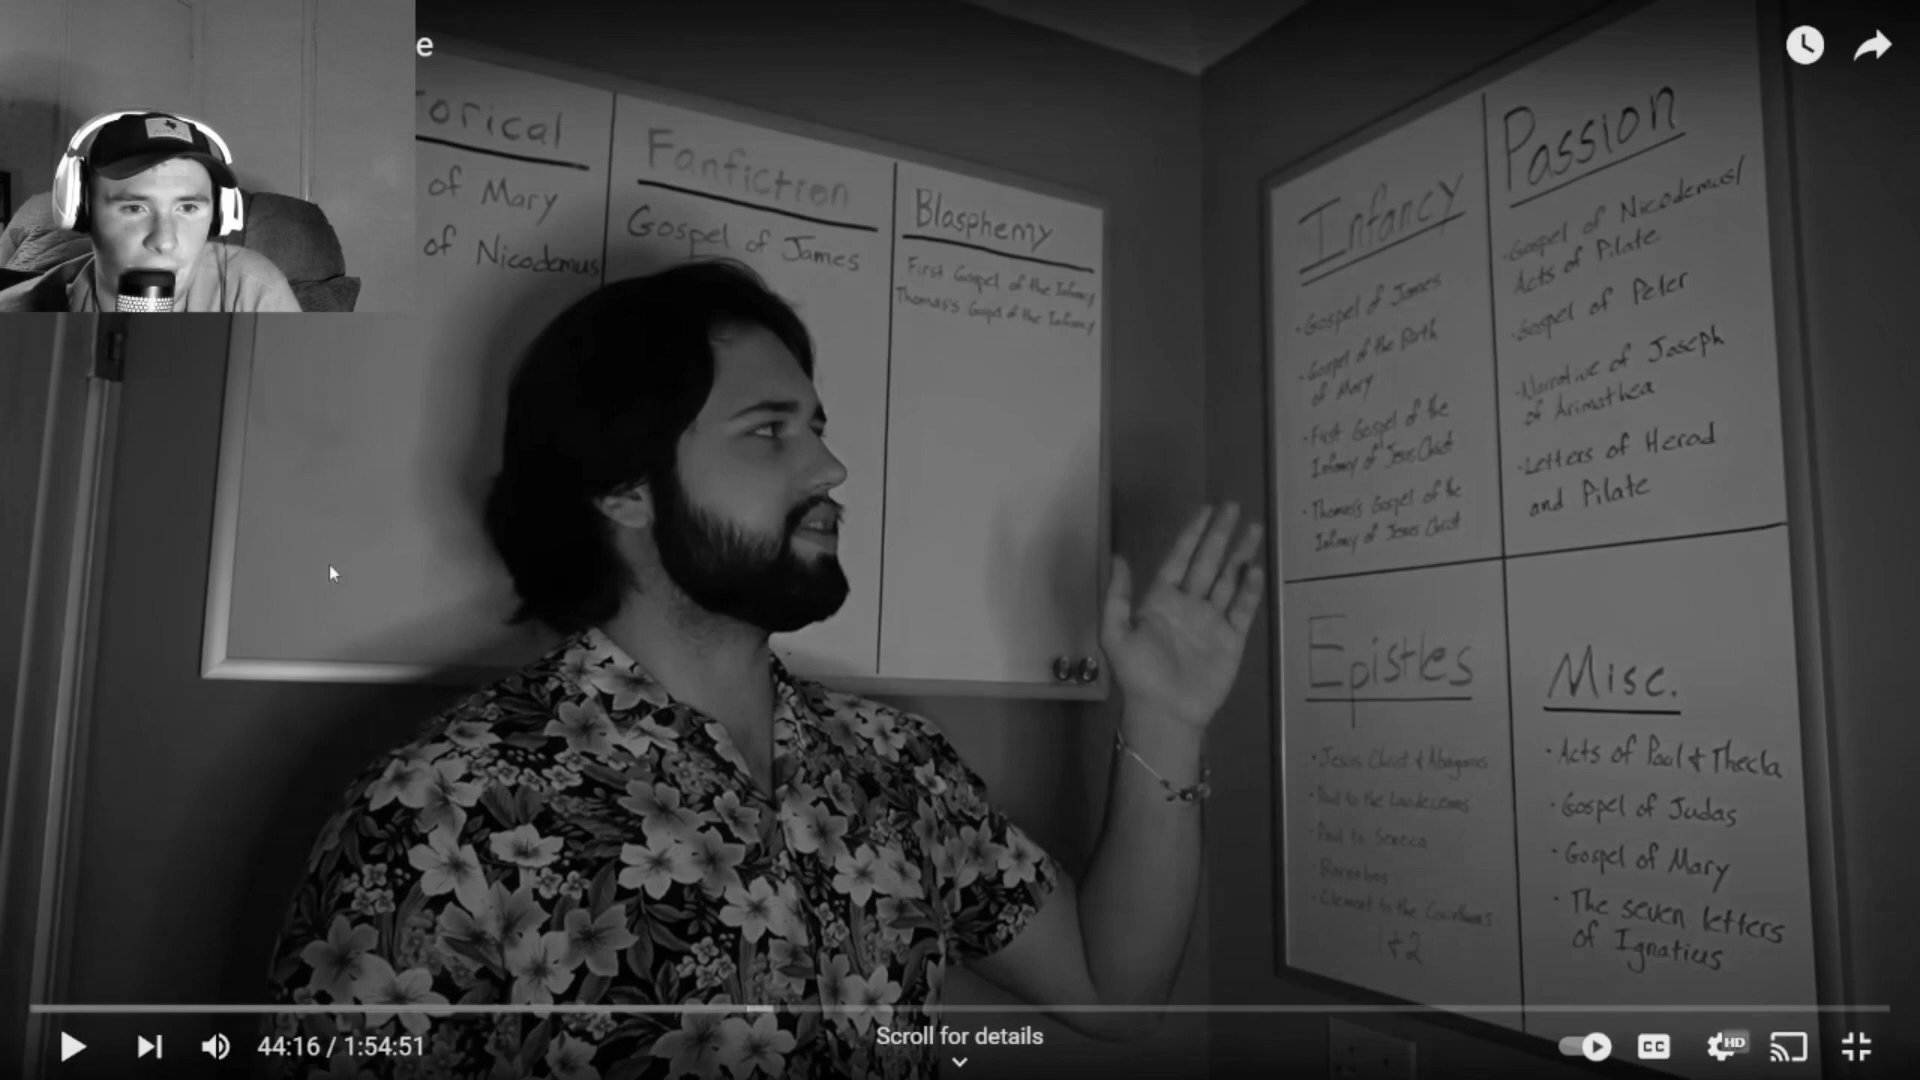 e
orical
of Mary
of Nicodemus
Fanfiction
Gospel of James
Blasphemy
First Gospel of the Infancy
Thomas's Gospel of the Infancy
Infancy
• Gospel of James
• Gospel of the Birth
of Mary
• First Gospel of the
Infancy of Jesus Christ
• Thomas's Gospel of the
Infancy of Jesus Christ
Passion
• Gospel of Nicodemus/
Acts of Pilate
• Gospel of Peter
• Narrative of Joseph
of Arimathea
• Letters of Herod
and Pilate
Epistles
• Jesus Christ & Abgarus
• Paul to the Laodeceans
• Paul to Seneca
• Barnabas
• Clement to the Corinthians
1 & 2
Misc.
• Acts of Paul & Thecla
• Gospel of Judas
• Gospel of Mary
• The seven letters
of Ignatius
44:16 / 1:54:51
Scroll for details
CC
HD